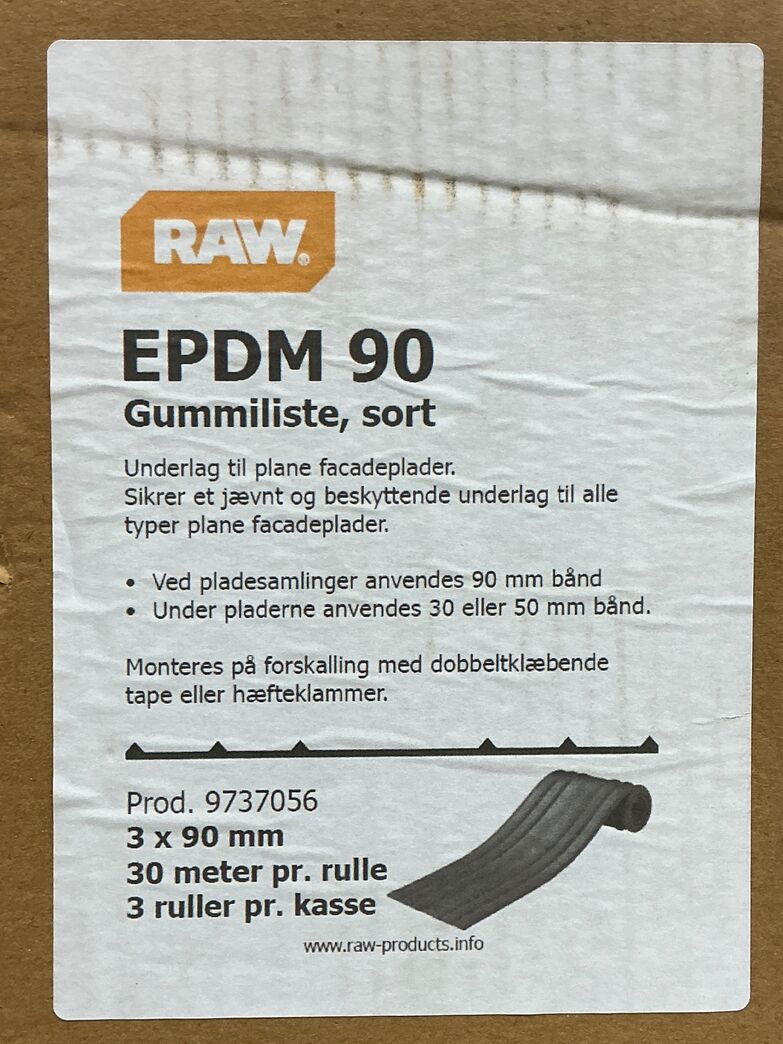 RAW®
EPDM 90
Gummiliste, sort
Underlag til plane facadeplader.
Sikrer et jævnt og beskyttende underlag til alle
typer plane facadeplader.
• Ved pladesamlinger anvendes 90 mm bånd
• Under pladerne anvendes 30 eller 50 mm bånd.
Monteres på forskalling med dobbeltklæbende
tape eller hæfteklammer.
Prod. 9737056
3 x 90 mm
30 meter pr. rulle
3 ruller pr. kasse
www.raw-products.info